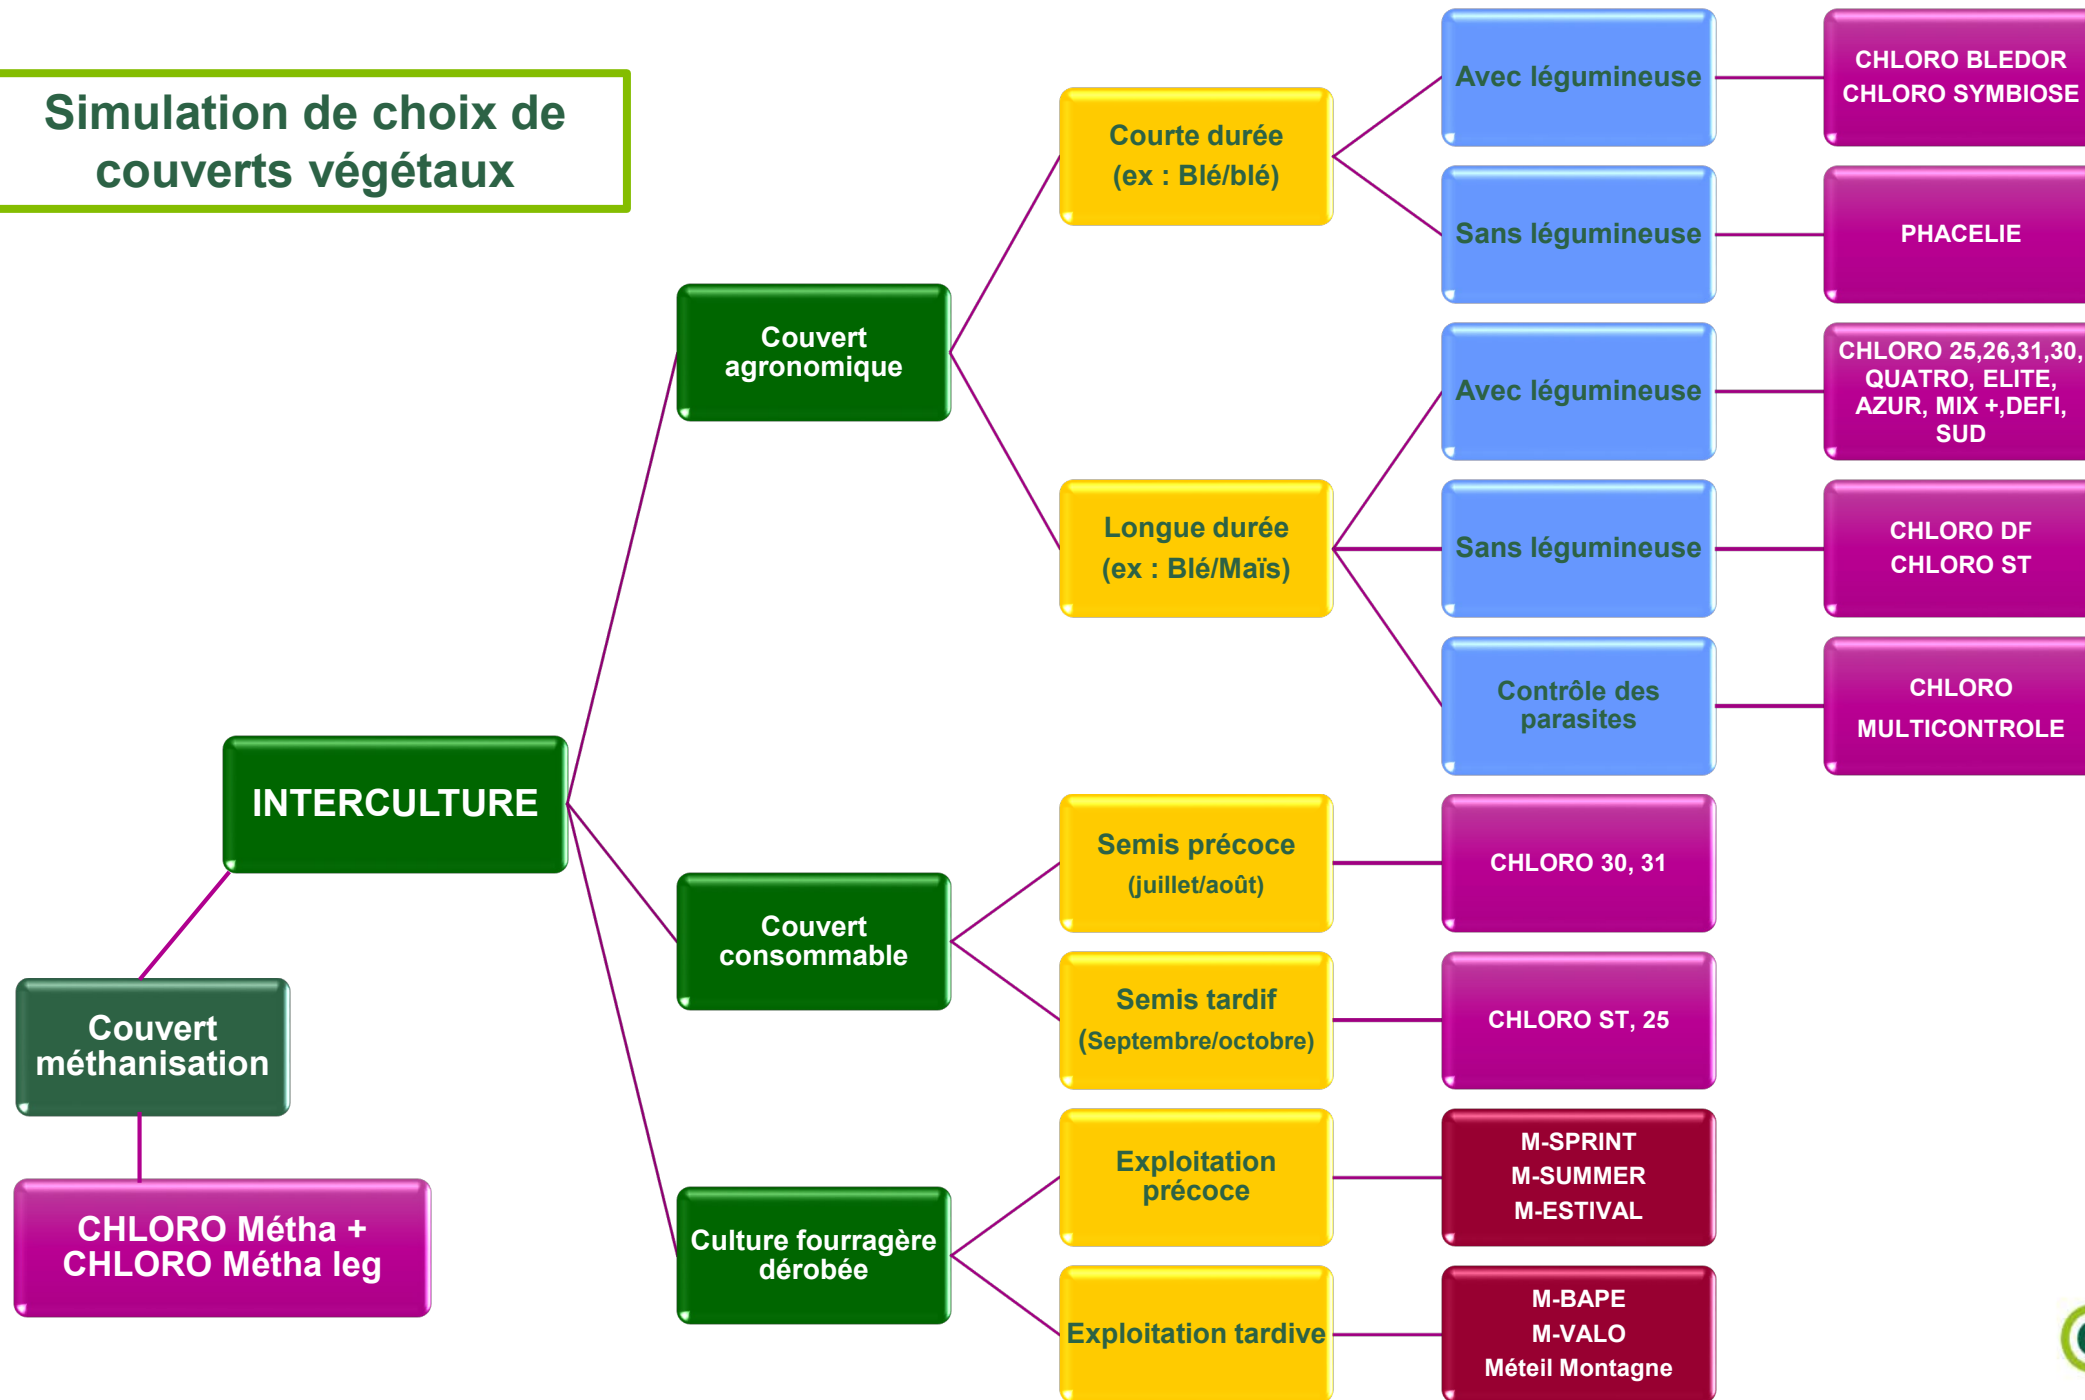 Simulation de choix de
couverts végétaux
INTERCULTURE
Couvert
méthanisation
CHLORO Métha +
CHLORO Métha leg
Couvert
agronomique
Courte durée
(ex : Blé/blé)
Avec légumineuse
CHLORO BLEDOR
CHLORO SYMBIOSE
Sans légumineuse
PHACELIE
Longue durée
(ex : Blé/Maïs)
Avec légumineuse
CHLORO 25,26,31,30,
QUATRO, ELITE,
AZUR, MIX +,DEFI,
SUD
Sans légumineuse
CHLORO DF
CHLORO ST
Contrôle des
parasites
CHLORO
MULTICONTROLE
Couvert
consommable
Semis précoce
(juillet/août)
CHLORO 30, 31
Semis tardif
(Septembre/octobre)
CHLORO ST, 25
Culture fourragère
dérobée
Exploitation
précoce
M-SPRINT
M-SUMMER
M-ESTIVAL
Exploitation tardive
M-BAPE
M-VALO
Méteil Montagne